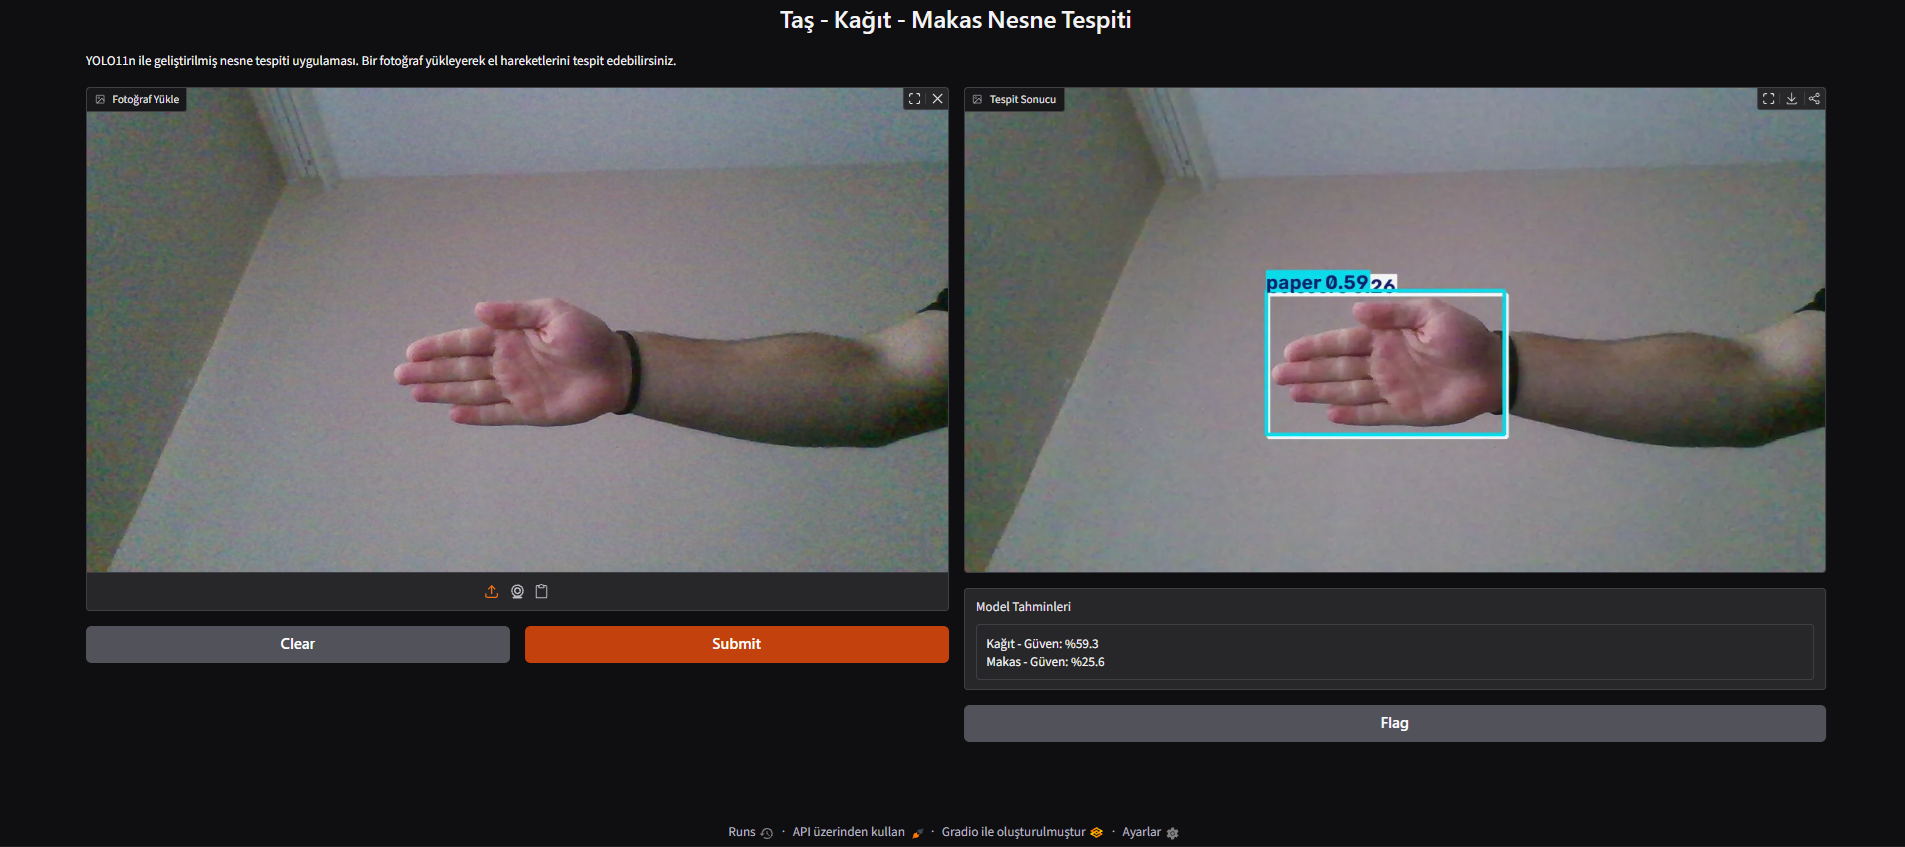 Taş - Kağıt - Makas Nesne Tespiti
YOLO11n ile geliştirilmiş nesne tespiti uygulaması. Bir fotoğraf yükleyerek el hareketlerini tespit edebilirsiniz.
Fotoğraf Yükle
Tespit Sonucu
paper 0.59
26
Clear
Submit
Model Tahminleri
Kağıt - Güven: %59.3
Makas - Güven: %25.6
Flag
Runs · API üzerinden kullan · Gradio ile oluşturulmuştur · Ayarlar